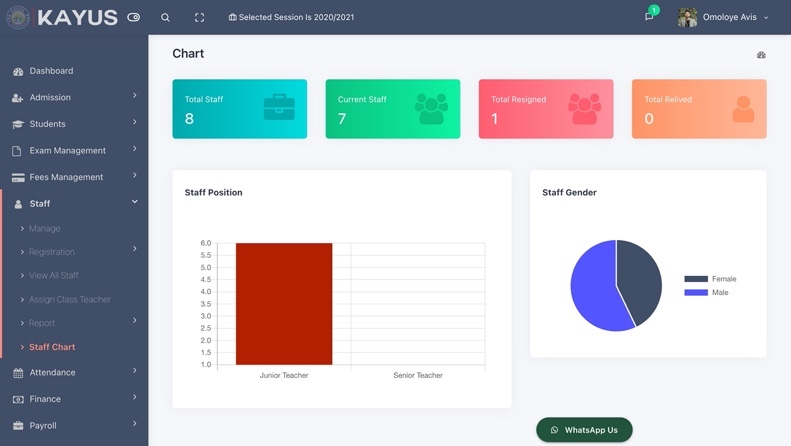 KAYUS
Selected Session Is 2020/2021
1
Omoloye Avis
Dashboard
Admission
Students
Exam Management
Fees Management
Staff
Manage
Registration
View All Staff
Assign Class Teacher
Report
Staff Chart
Attendance
Finance
Payroll
Chart
Total Staff
8
Current Staff
7
Total Resigned
1
Total Relived
0
Staff Position
6.0
5.5
5.0
4.5
4.0
3.5
3.0
2.5
2.0
1.5
1.0
Junior Teacher
Senior Teacher
Staff Gender
Female
Male
WhatsApp Us